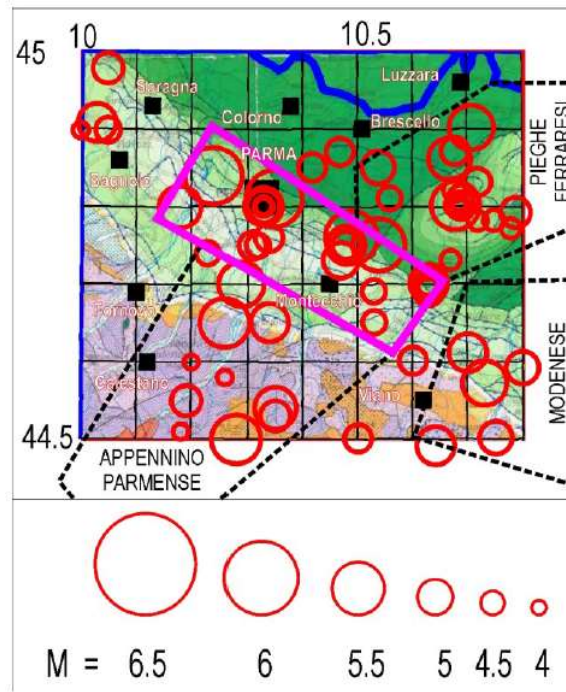 10 10.5
45
Luzzara
Soragna
Colorno
Brescello
PARMA
PIEGHE
FERRARESI
Montecchio
Fornovo
MODENESE
Calestano
Viano
44.5
APPENNINO
PARMENSE
M = 6.5 6 5.5 5 4.5 4